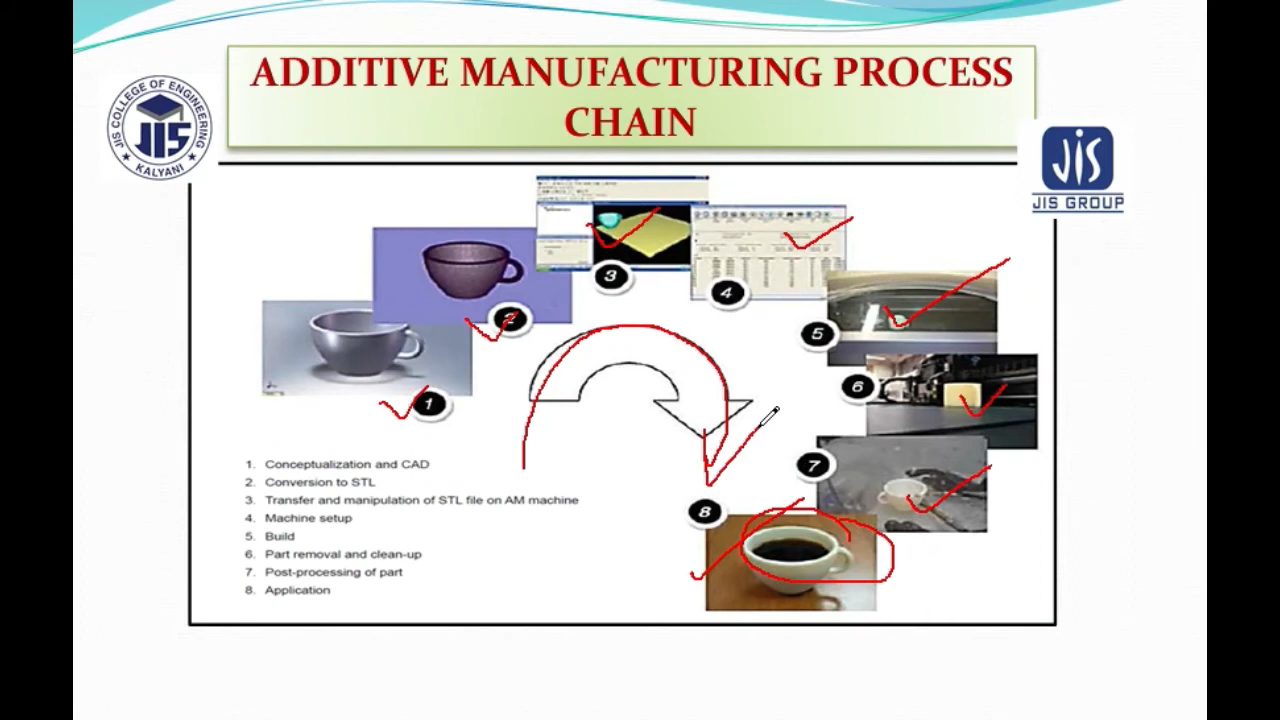 ADDITIVE MANUFACTURING PROCESS
CHAIN
JIS COLLEGE OF ENGINEERING
JIS
KALYANI
JIS
JIS GROUP
1
2
3
4
5
6
7
8
1. Conceptualization and CAD
2. Conversion to STL
3. Transfer and manipulation of STL file on AM machine
4. Machine setup
5. Build
6. Part removal and clean-up
7. Post-processing of part
8. Application